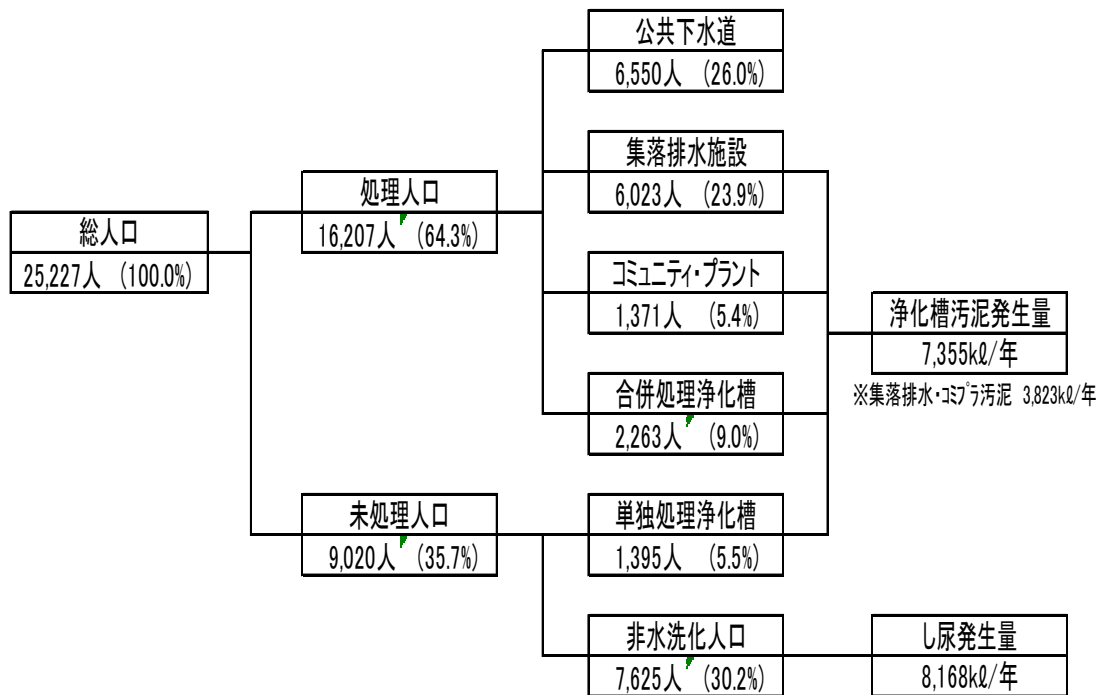 総人口
25,227人 (100.0%)
処理人口
16,207人 (64.3%)
未処理人口
9,020人 (35.7%)
公共下水道
6,550人 (26.0%)
集落排水施設
6,023人 (23.9%)
コミュニティ・プラント
1,371人 (5.4%)
合併処理浄化槽
2,263人 (9.0%)
単独処理浄化槽
1,395人 (5.5%)
非水洗化人口
7,625人 (30.2%)
浄化槽汚泥発生量
7,355kℓ/年
※集落排水・コミプラ汚泥 3,823kℓ/年
し尿発生量
8,168kℓ/年